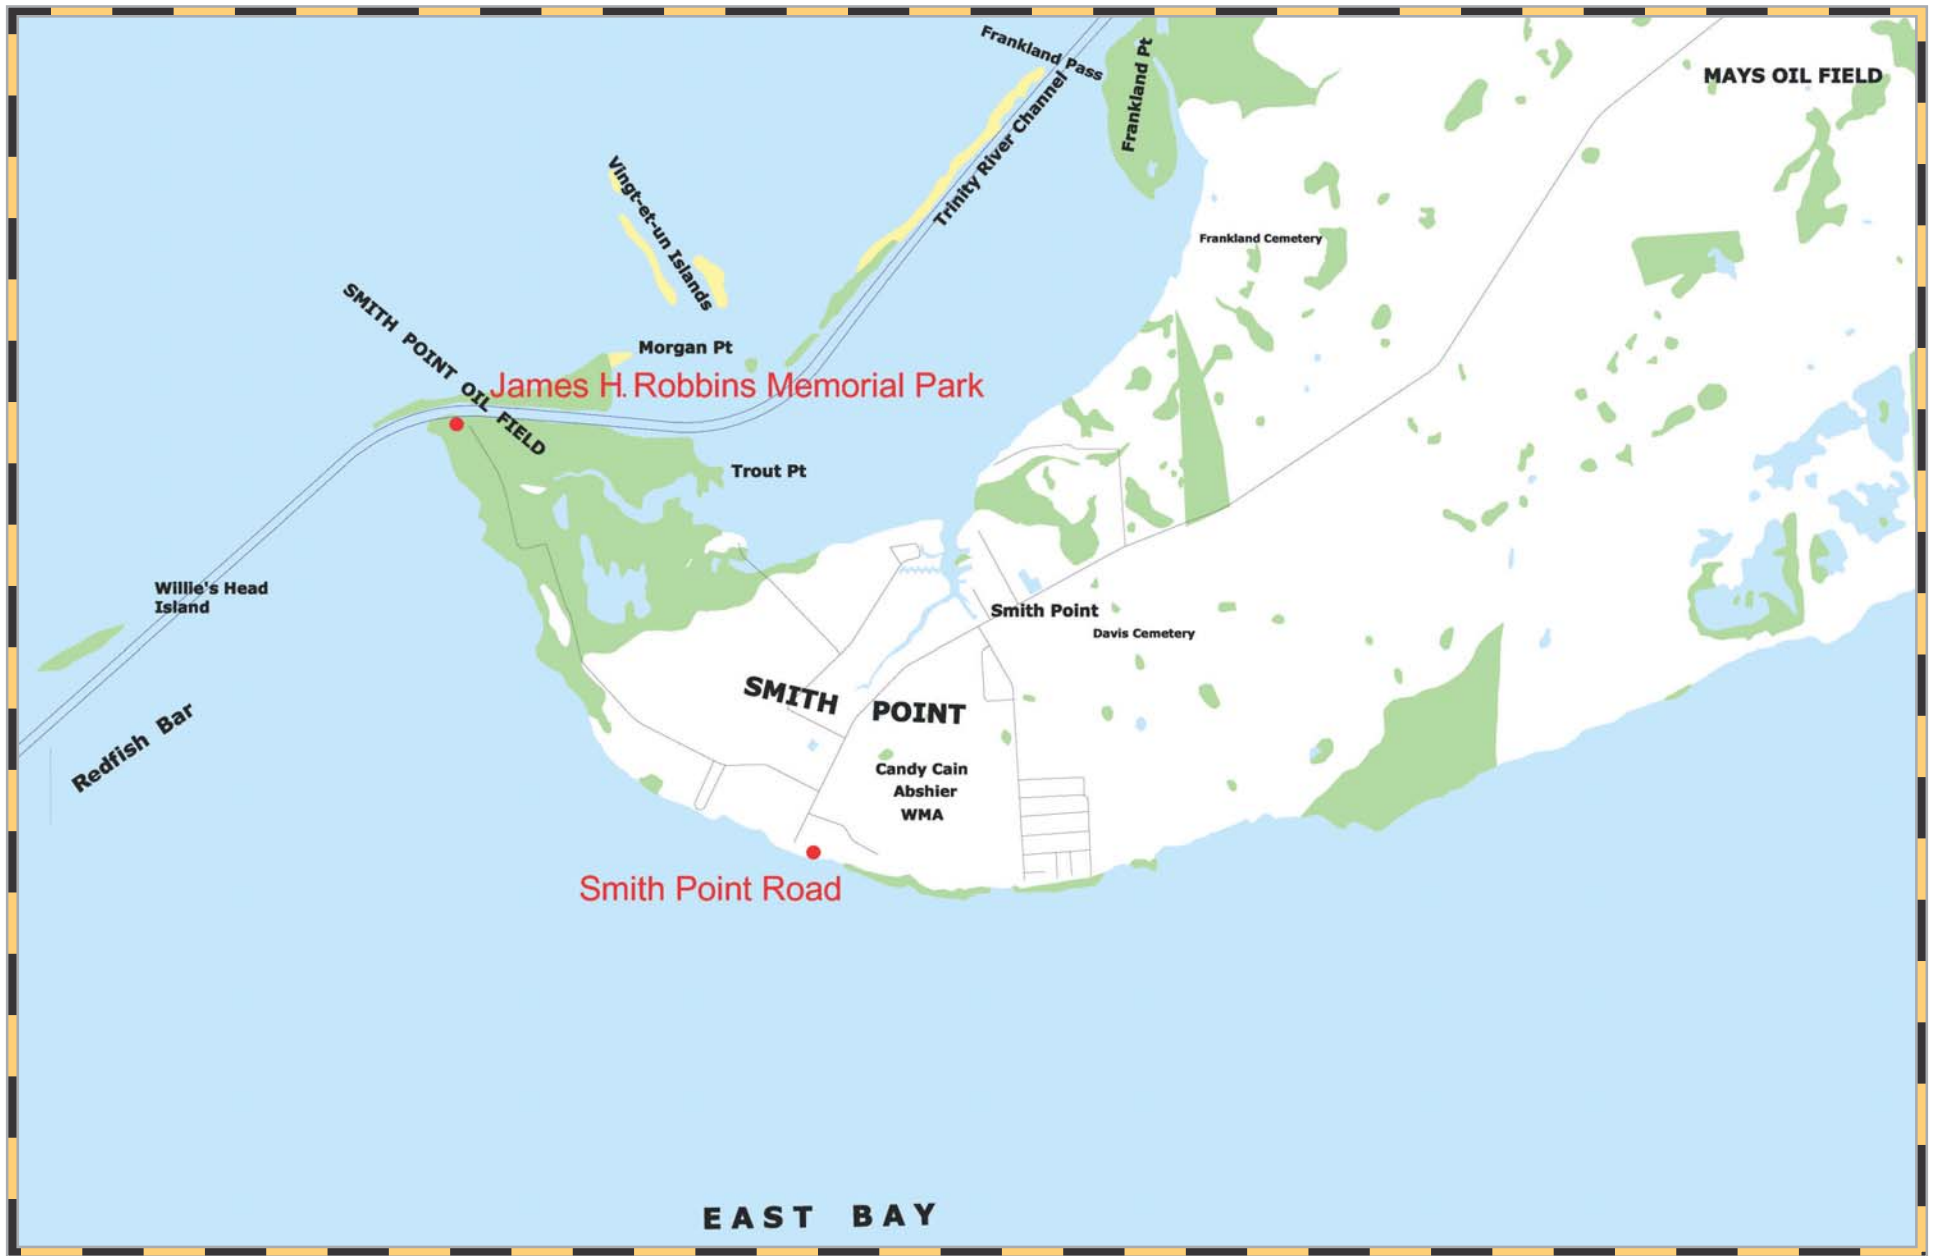 Frankland Pass
Frankland Pt
MAYS OIL FIELD
Trinity River Channel
Vingt-et-un Islands
Frankland Cemetery
SMITH POINT OIL FIELD
Morgan Pt
James H. Robbins Memorial Park
Trout Pt
Willie's Head
Island
Smith Point
Davis Cemetery
SMITH POINT
Redfish Bar
Candy Cain
Abshier
WMA
Smith Point Road
EAST BAY